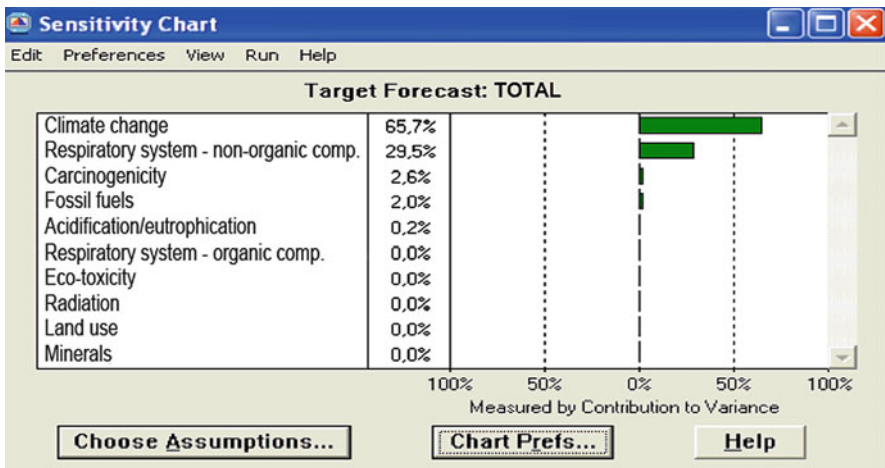 Sensitivity Chart
Edit Preferences View Run Help
Target Forecast: TOTAL
Climate change 65,7%
Respiratory system - non-organic comp. 29,5%
Carcinogenicity 2,6%
Fossil fuels 2,0%
Acidification/eutrophication 0,2%
Respiratory system - organic comp. 0,0%
Eco-toxicity 0,0%
Radiation 0,0%
Land use 0,0%
Minerals 0,0%
100% 50% 0% 50% 100%
Measured by Contribution to Variance
Choose Assumptions... Chart Prefs... Help